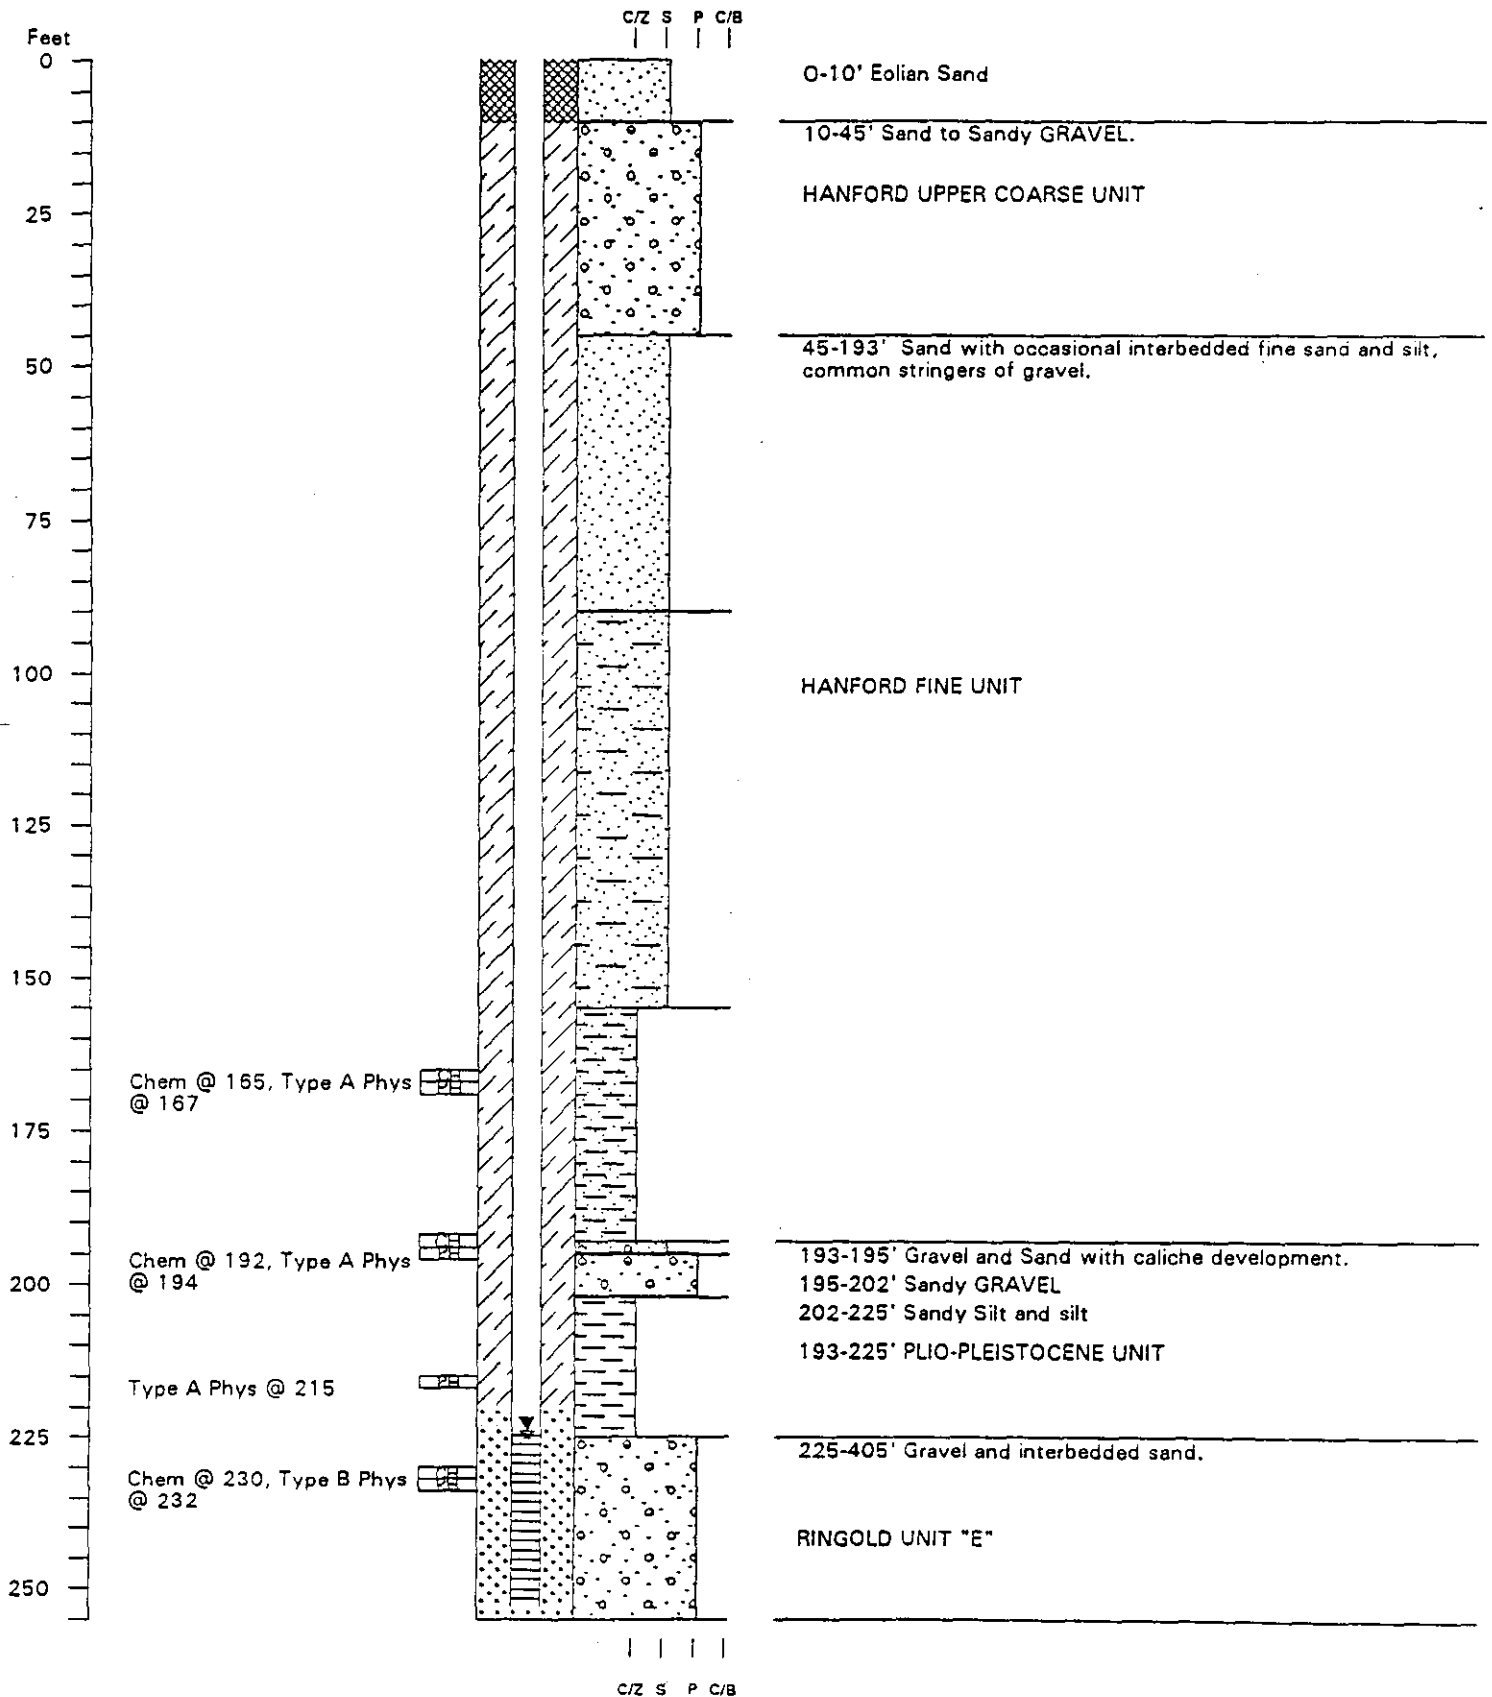 C/Z S P C/B
Feet
0
0-10' Eolian Sand
10-45' Sand to Sandy GRAVEL.
HANFORD UPPER COARSE UNIT
25
45-193' Sand with occasional interbedded fine sand and silt,
common stringers of gravel.
50
75
100
HANFORD FINE UNIT
125
150
Chem @ 165, Type A Phys
@ 167
175
Chem @ 192, Type A Phys
@ 194
193-195' Gravel and Sand with caliche development.
200
195-202' Sandy GRAVEL
202-225' Sandy Silt and silt
193-225' PLIO-PLEISTOCENE UNIT
Type A Phys @ 215
225
225-405' Gravel and interbedded sand.
Chem @ 230, Type B Phys
@ 232
RINGOLD UNIT "E"
250
C/Z S P C/B